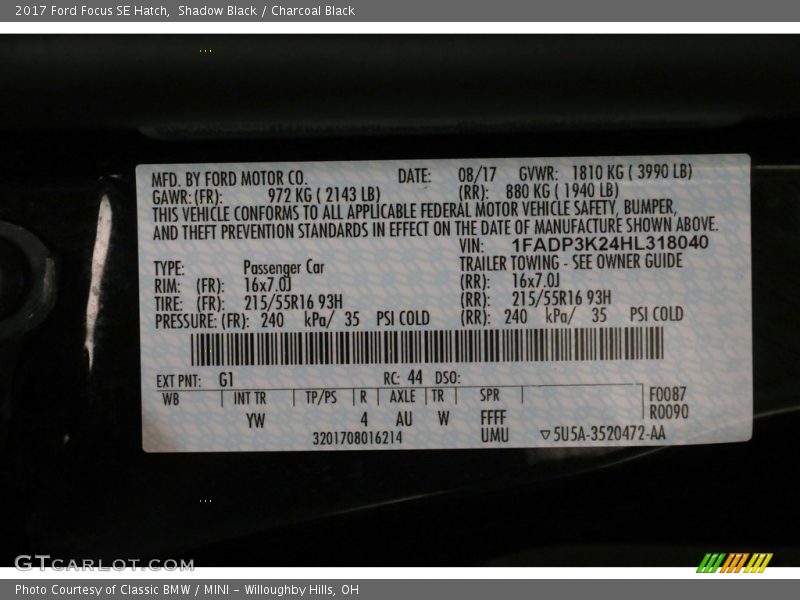 2017 Ford Focus SE Hatch,  Shadow Black / Charcoal Black
MFD. BY FORD MOTOR CO. DATE: 08/17 GVWR: 1810 KG ( 3990 LB)
GAWR: (FR): 972 KG ( 2143 LB) (RR): 880 KG ( 1940 LB)
THIS VEHICLE CONFORMS TO ALL APPLICABLE FEDERAL MOTOR VEHICLE SAFETY, BUMPER,
AND THEFT PREVENTION STANDARDS IN EFFECT ON THE DATE OF MANUFACTURE SHOWN ABOVE.
VIN: 1FADP3K24HL318040
TYPE: Passenger Car TRAILER TOWING - SEE OWNER GUIDE
RIM: (FR): 16x7.0J (RR): 16x7.0J
TIRE: (FR): 215/55R16 93H (RR): 215/55R16 93H
PRESSURE: (FR): 240 kPa/ 35 PSI COLD (RR): 240 kPa/ 35 PSI COLD
EXT PNT: G1 RC: 44 DSO:
WB INT TR TP/PS R AXLE TR SPR F0087
YW 4 AU W FFFF R0090
3201708016214 UMU ▽5U5A-3520472-AA
GTCARLOT.COM
Photo Courtesy of Classic BMW / MINI - Willoughby Hills, OH